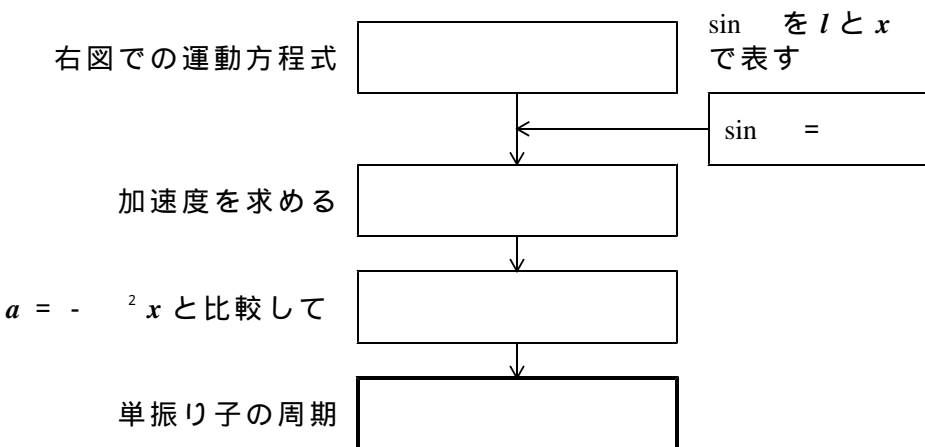 sin を l と x
で表す
右図での運動方程式
sin =
加速度を求める
a = - ² x と比較して
単振り子の周期